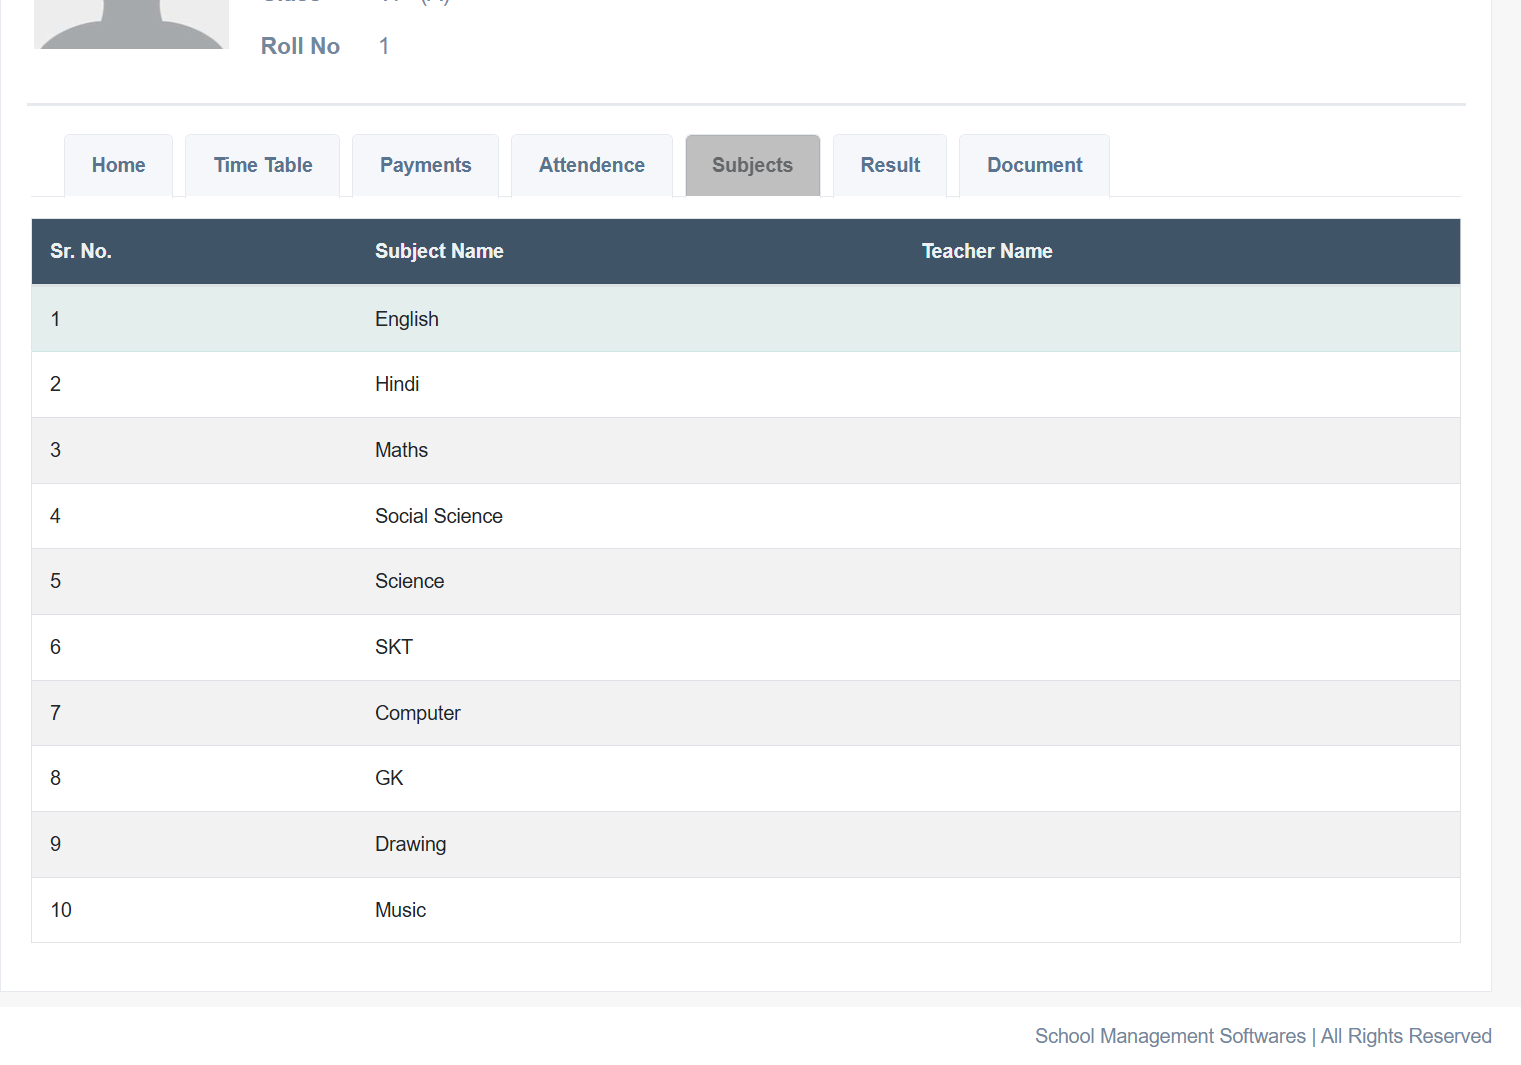 Roll No 1
Home Time Table Payments Attendence Subjects Result Document
Sr. No. Subject Name Teacher Name
1 English
2 Hindi
3 Maths
4 Social Science
5 Science
6 SKT
7 Computer
8 GK
9 Drawing
10 Music
School Management Softwares | All Rights Reserved